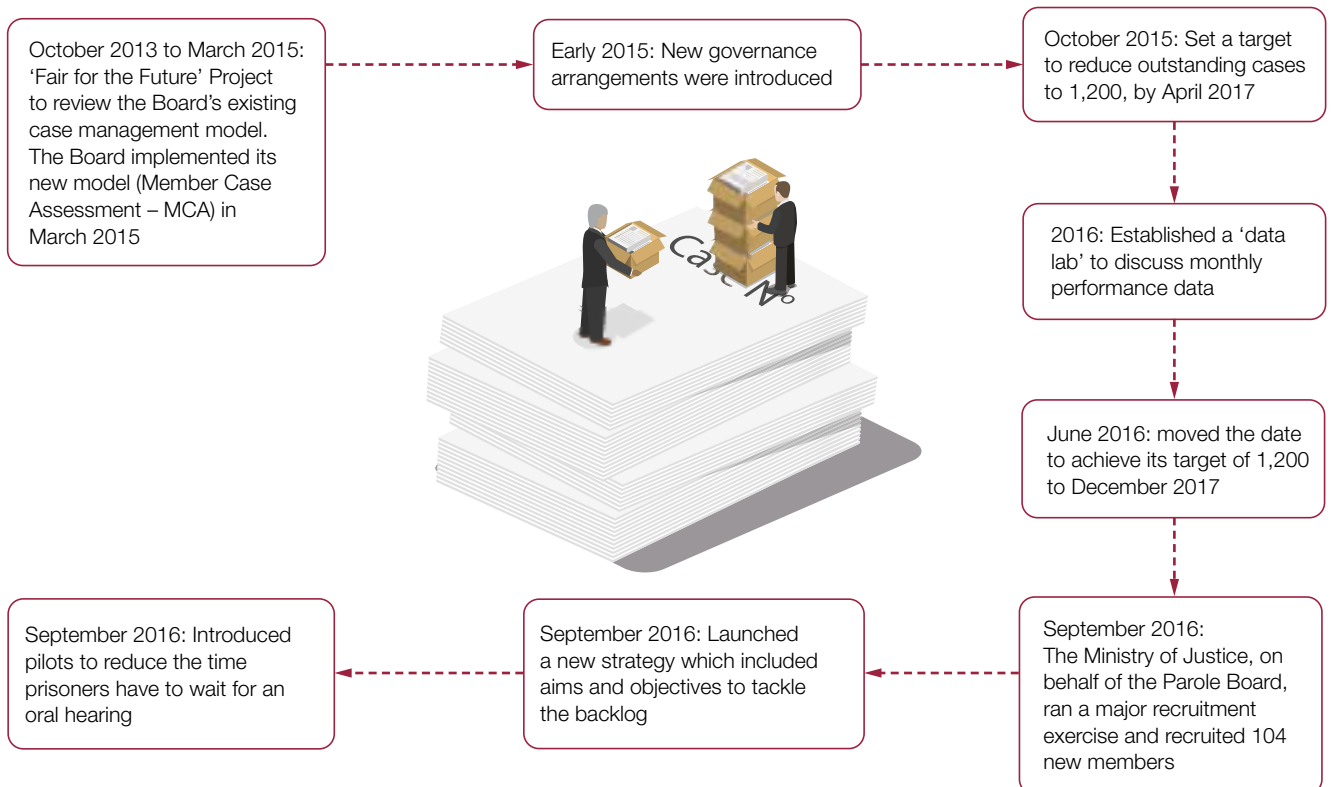 October 2013 to March 2015:
‘Fair for the Future’ Project
to review the Board’s existing
case management model.
The Board implemented its
new model (Member Case
Assessment – MCA) in
March 2015
Early 2015: New governance
arrangements were introduced
October 2015: Set a target
to reduce outstanding cases
to 1,200, by April 2017
2016: Established a ‘data
lab’ to discuss monthly
performance data
June 2016: moved the date
to achieve its target of 1,200
to December 2017
September 2016:
The Ministry of Justice, on
behalf of the Parole Board,
ran a major recruitment
exercise and recruited 104
new members
September 2016: Launched
a new strategy which included
aims and objectives to tackle
the backlog
September 2016: Introduced
pilots to reduce the time
prisoners have to wait for an
oral hearing
Case Nº